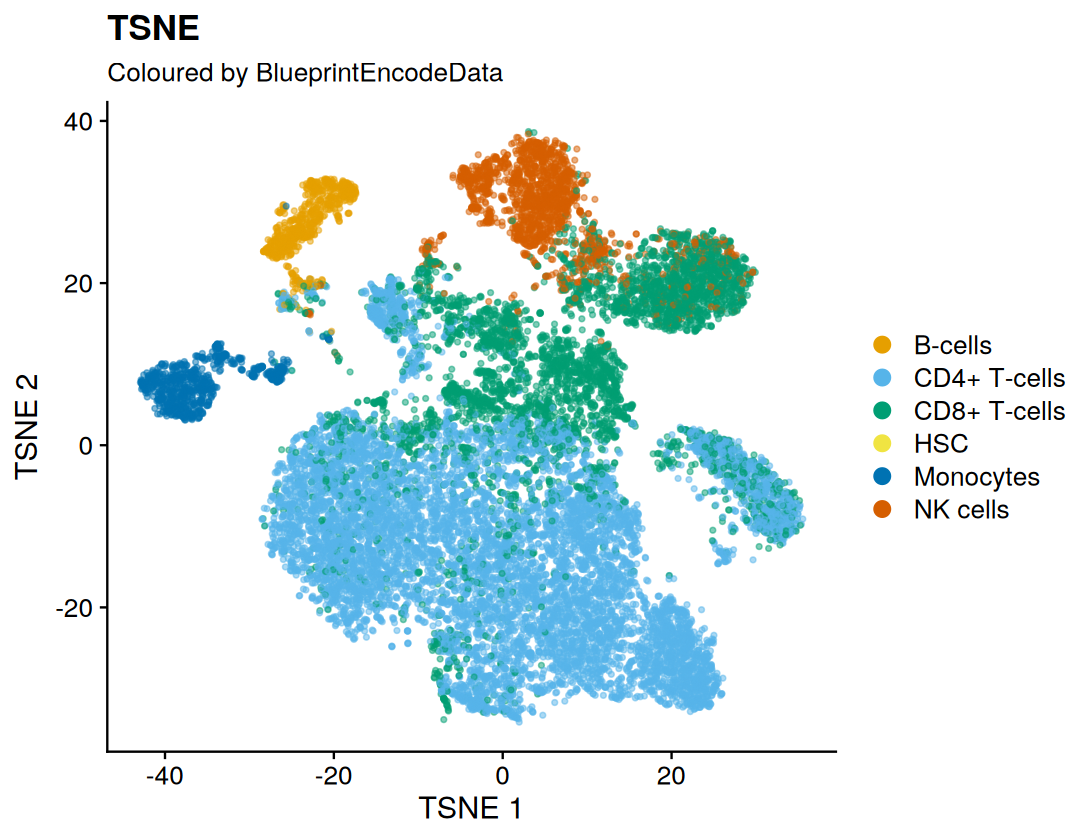 TSNE
Coloured by BlueprintEncodeData
40
20
0
-20
TSNE 2
-40
-20
0
20
TSNE 1
B-cells
CD4+ T-cells
CD8+ T-cells
HSC
Monocytes
NK cells